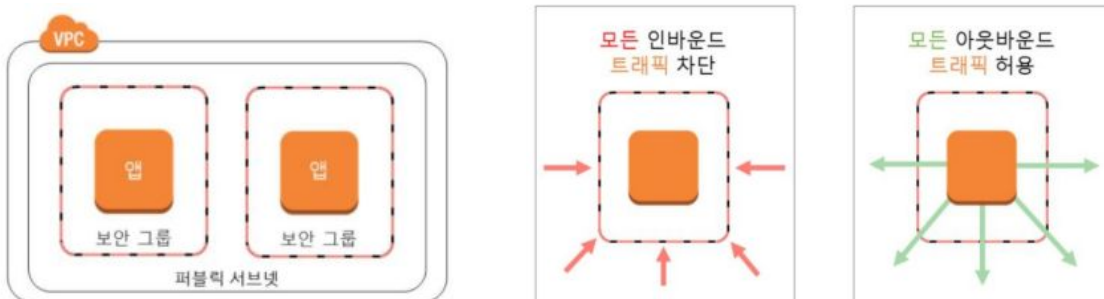 VPC
앱
앱
보안 그룹
보안 그룹
퍼블릭 서브넷
모든 인바운드
트래픽 차단
모든 아웃바운드
트래픽 허용